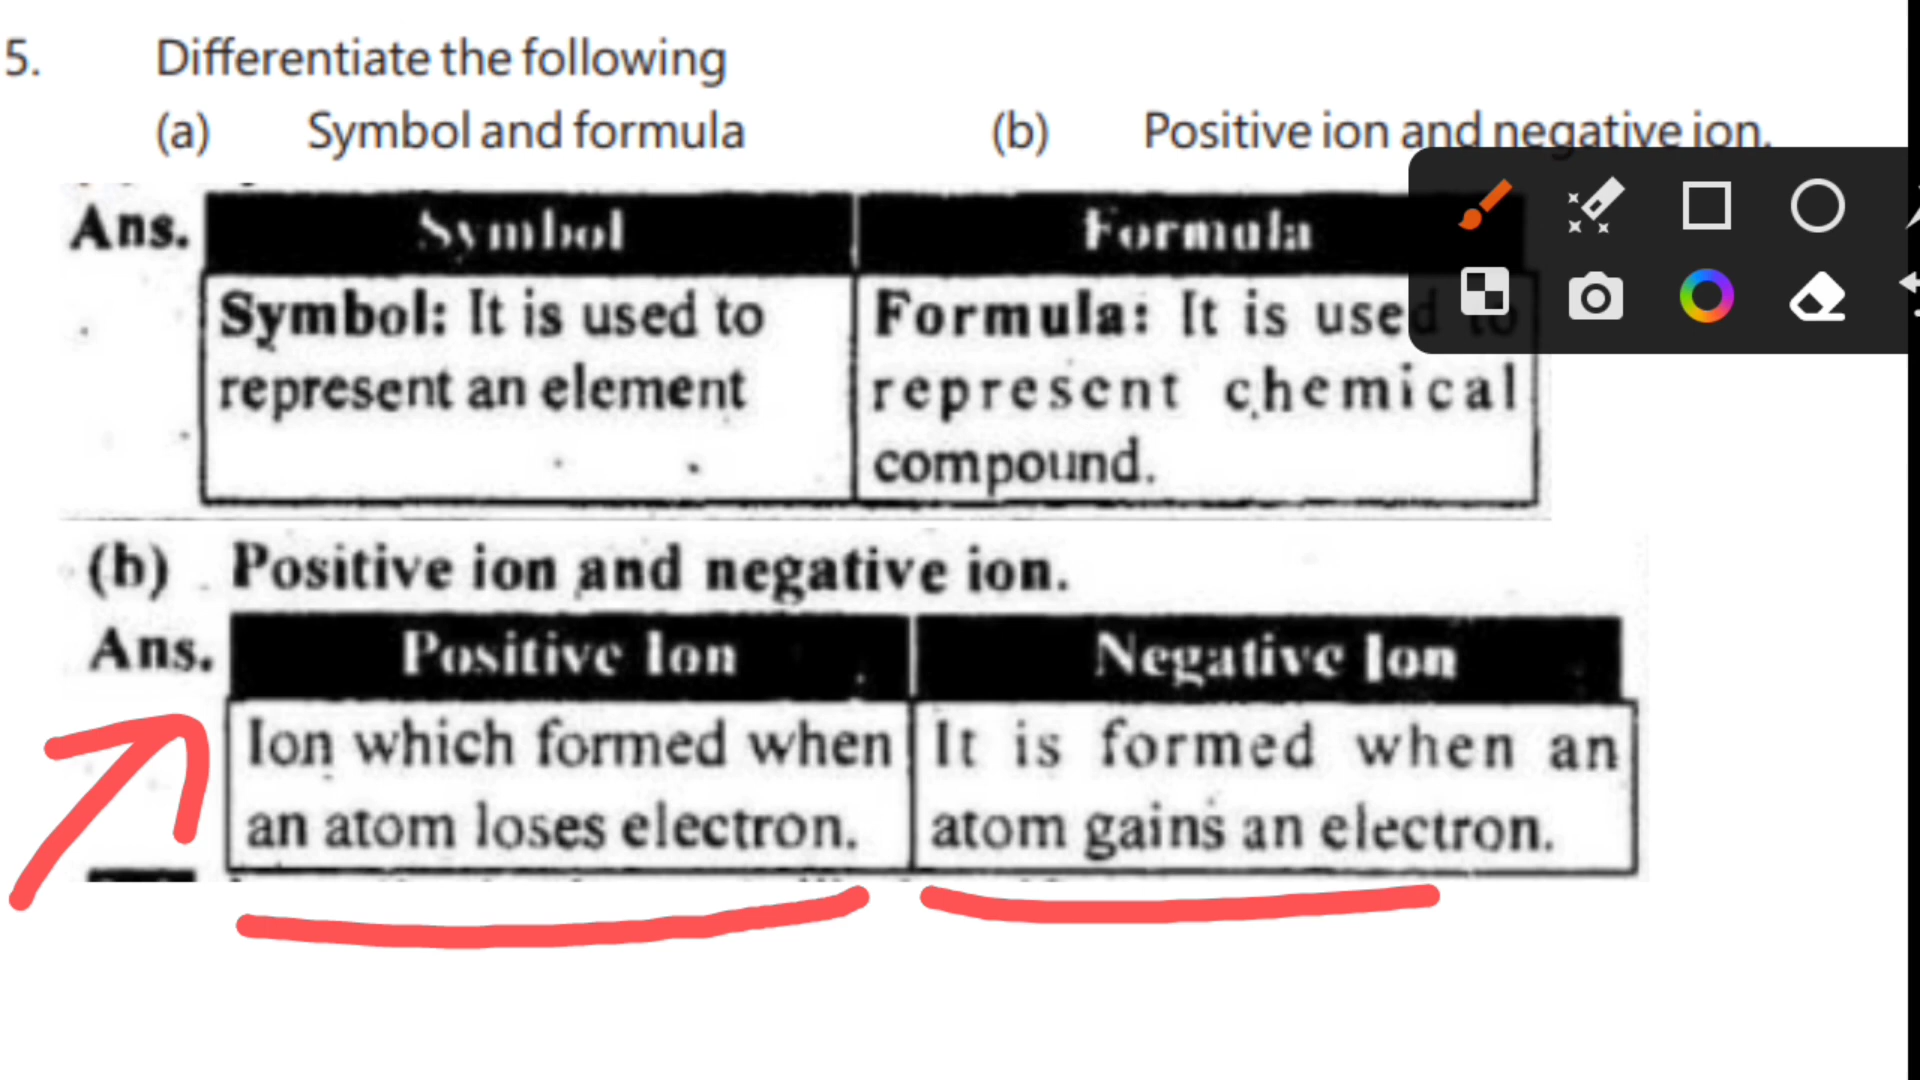 5. Differentiate the following
(a) Symbol and formula (b) Positive ion and negative ion.
Ans. Symbol Formula
Symbol: It is used to
represent an element
Formula: It is used to
represent chemical
compound.
(b) Positive ion and negative ion.
Ans. Positive Ion Negative Ion
Ion which formed when
an atom loses electron.
It is formed when an
atom gains an electron.